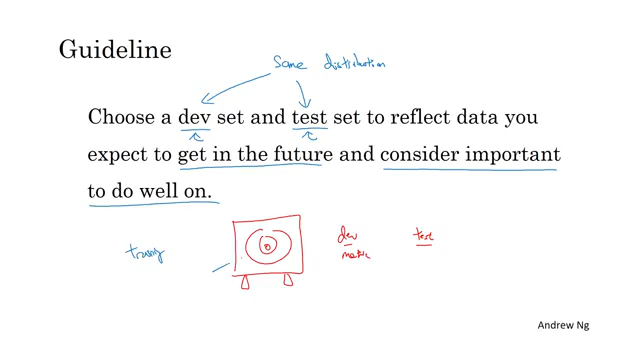 Guideline
Same distribution
Choose a dev set and test set to reflect data you
expect to get in the future and consider important
to do well on.
dev test
metric
Andrew Ng